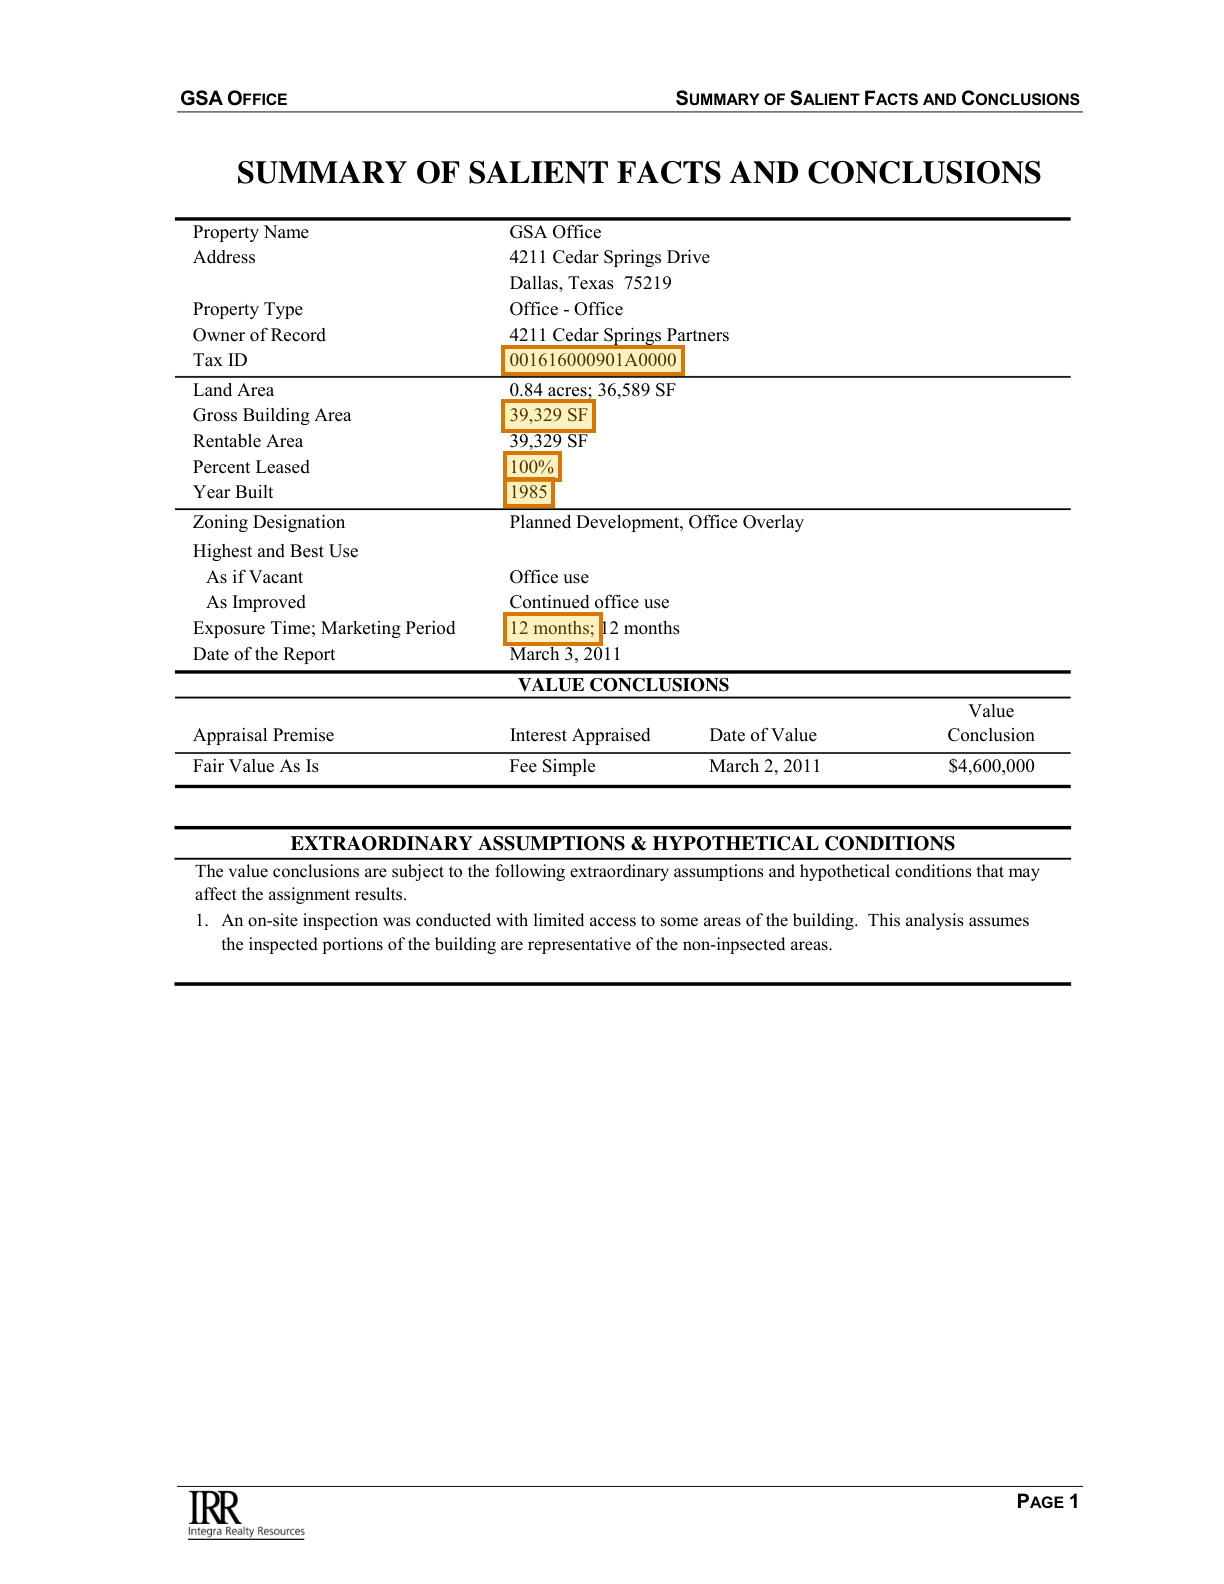 GSA OFFICE SUMMARY OF SALIENT FACTS AND CONCLUSIONS
SUMMARY OF SALIENT FACTS AND CONCLUSIONS
Property Name GSA Office
Address 4211 Cedar Springs Drive
Dallas, Texas 75219
Property Type Office - Office
Owner of Record 4211 Cedar Springs Partners
Tax ID 001616000901A0000
Land Area 0.84 acres; 36,589 SF
Gross Building Area 39,329 SF
Rentable Area 39,329 SF
Percent Leased 100%
Year Built 1985
Zoning Designation Planned Development, Office Overlay
Highest and Best Use
As if Vacant Office use
As Improved Continued office use
Exposure Time; Marketing Period 12 months; 12 months
Date of the Report March 3, 2011
VALUE CONCLUSIONS
Value
Appraisal Premise Interest Appraised Date of Value Conclusion
Fair Value As Is Fee Simple March 2, 2011 $4,600,000
EXTRAORDINARY ASSUMPTIONS & HYPOTHETICAL CONDITIONS
The value conclusions are subject to the following extraordinary assumptions and hypothetical conditions that may
affect the assignment results.
1. An on-site inspection was conducted with limited access to some areas of the building. This analysis assumes
the inspected portions of the building are representative of the non-inpsected areas.
IRR PAGE 1
Integra Realty Resources